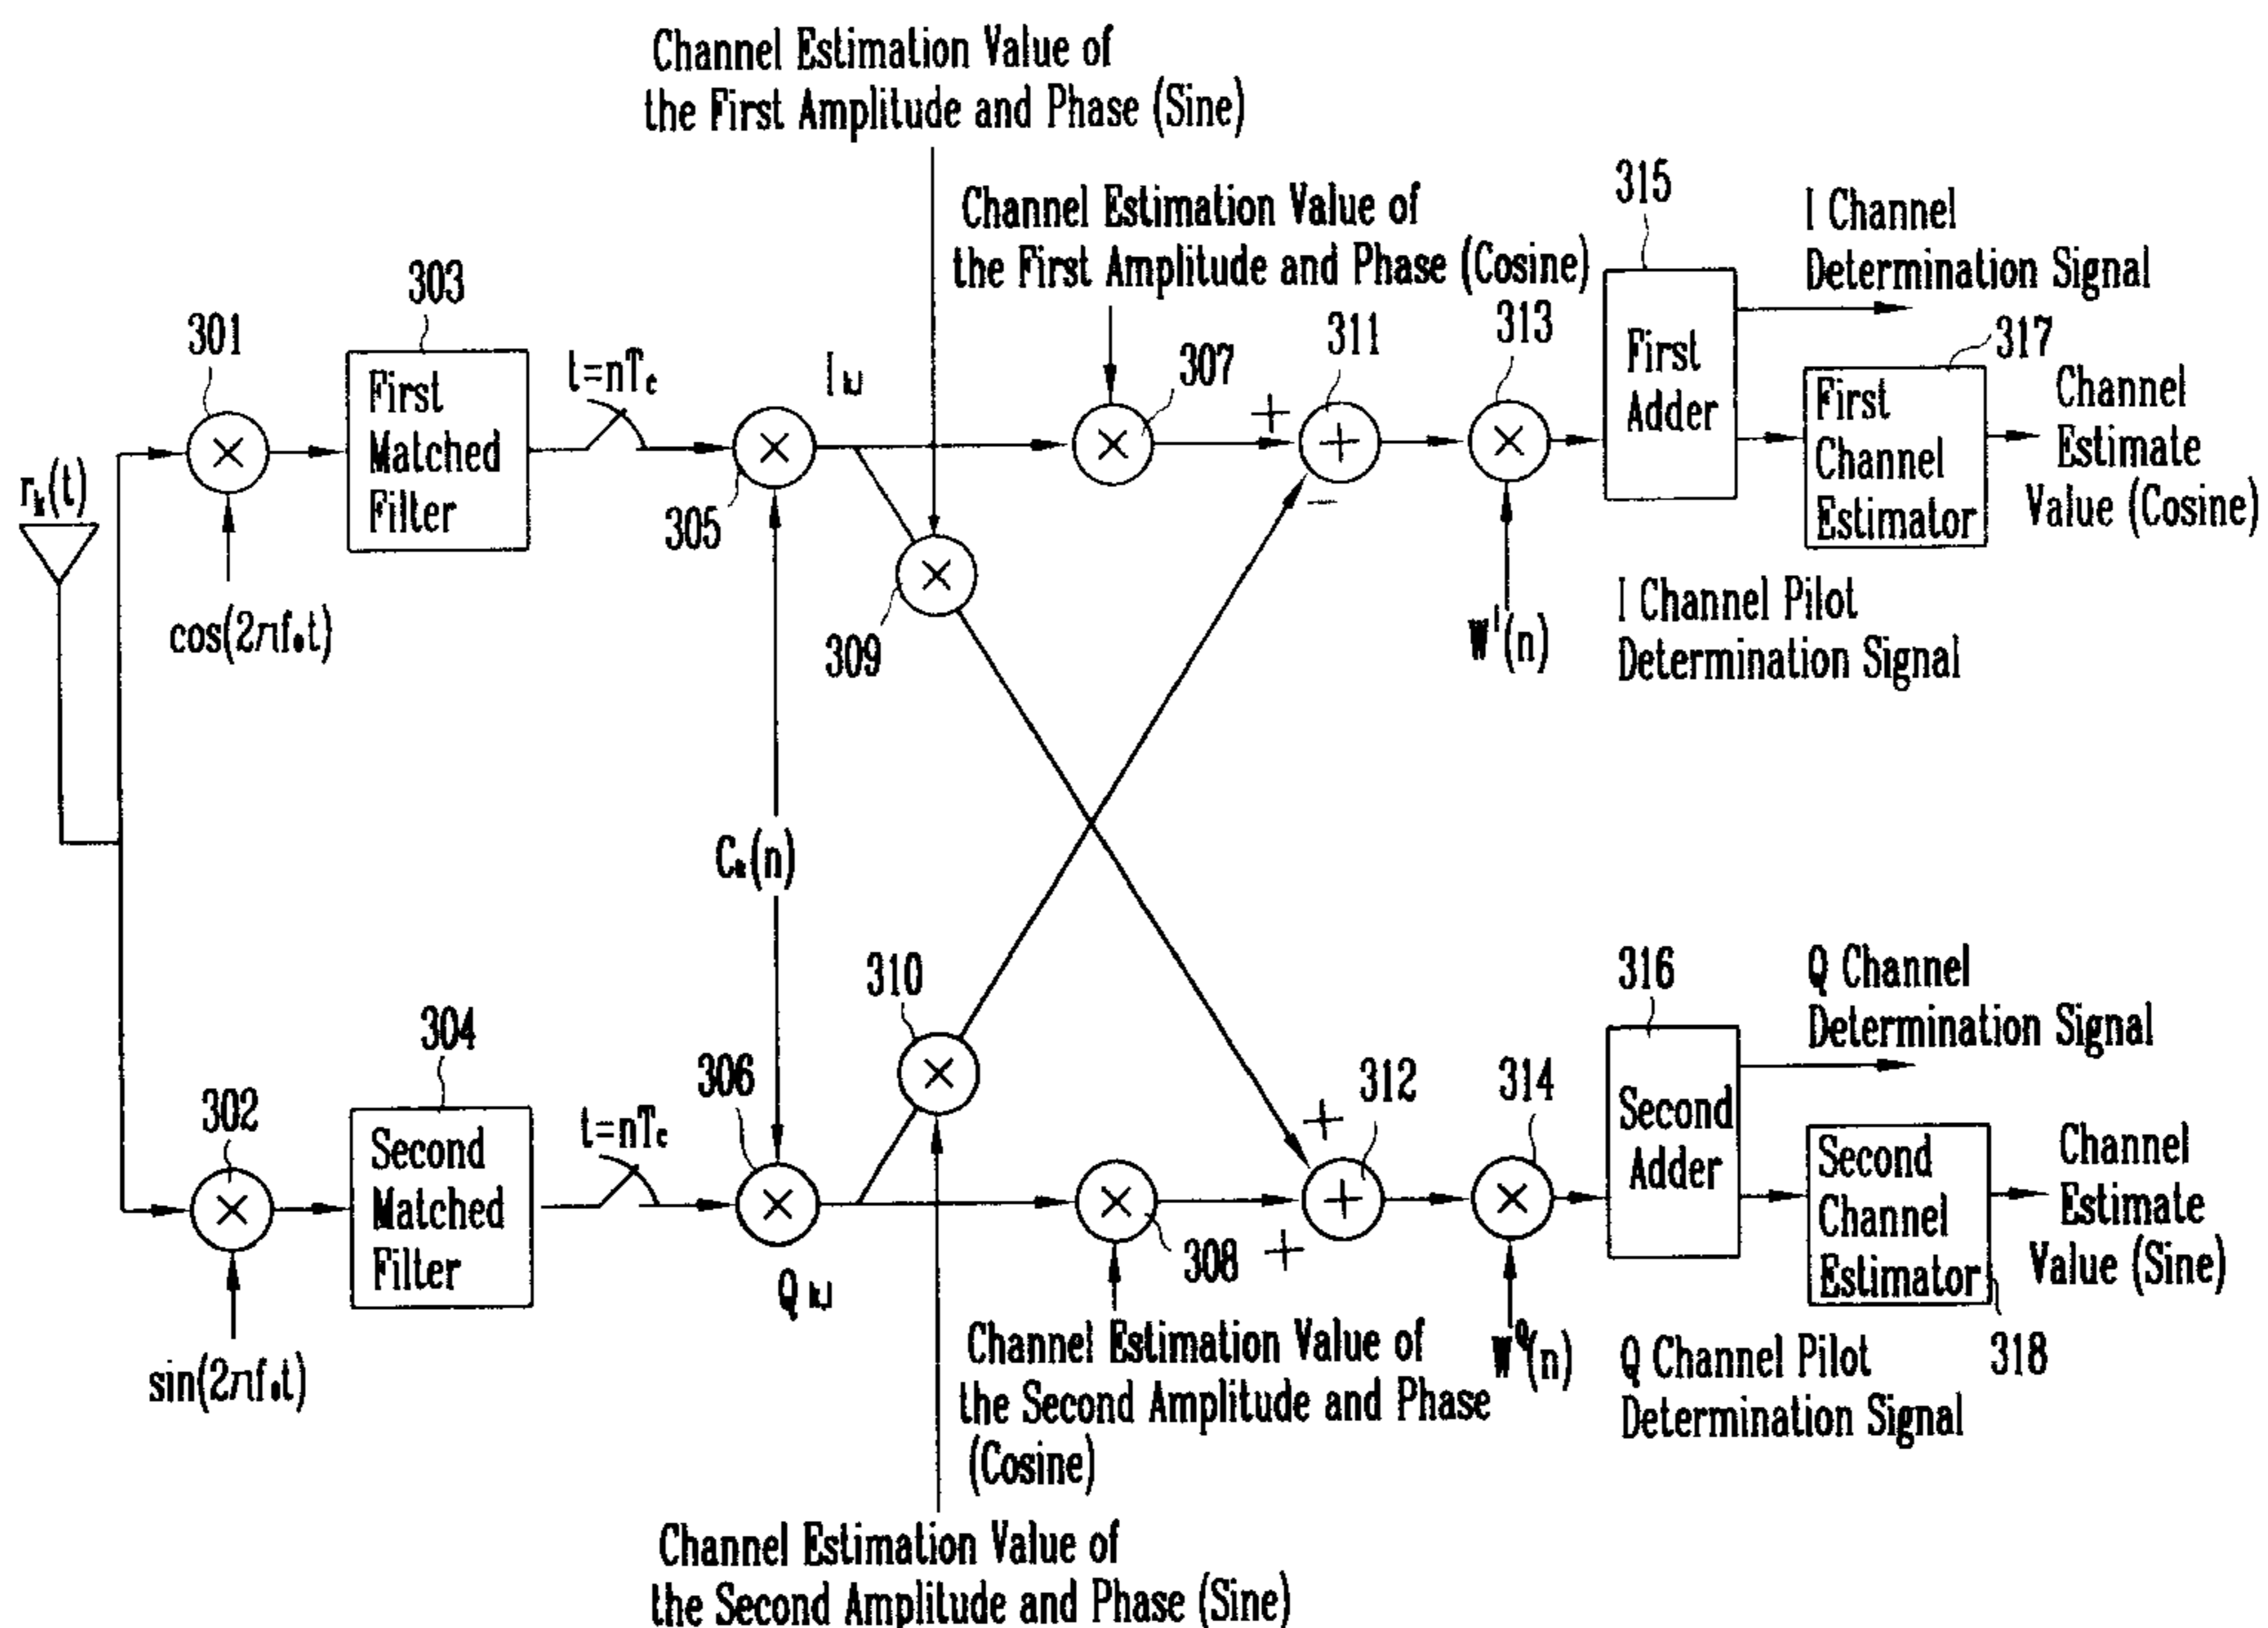 Channel Estimation Value of
the First Amplitude and Phase (Sine)
Channel Estimation Value of
the First Amplitude and Phase (Cosine)
315
I Channel
Determination Signal
303
301
First
Matched
Filter
t=nTc
307
311
313
First
Adder
317
First
Channel
Estimator
Channel
Estimate
Value (Cosine)
rk(t)
305
cos(2πf₀t)
309
W^I(n)
I Channel Pilot
Determination Signal
Ck(n)
310
316
Q Channel
Determination Signal
304
302
Second
Matched
Filter
t=nTc
306
312
314
Second
Adder
Second
Channel
Estimator
Channel
Estimate
Value (Sine)
308
318
sin(2πf₀t)
Channel Estimation Value of
the Second Amplitude and Phase
(Cosine)
W^Q(n)
Q Channel Pilot
Determination Signal
Channel Estimation Value of
the Second Amplitude and Phase (Sine)